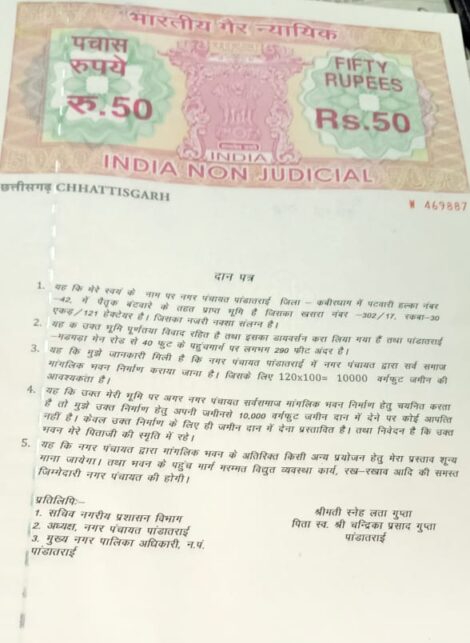 भारतीय गैर न्यायिक
पचास
रुपये
रु.50
FIFTY
RUPEES
Rs.50
INDIA
INDIA NON JUDICIAL
छत्तीसगढ़ CHHATTISGARH
469887
दान पत्र
1. यह कि मेरे स्वयं के नाम पर नगर पंचायत पांडातराई जिला – कबीरधाम में पटवारी हल्का नंबर
–42, में पैतृक बंटवारे के तहत प्राप्त भूमि है जिसका खसरा नंबर –302/17, रकबा–30
एकड़/121 हेक्टेयर है। जिसका नजरी नक्सा संलग्न है।
2. यह क उक्त भूमि पूर्णतया विवाद रहित है तथा इसका डायवर्सन करा लिया गया है तथा पांडातराई
–मडमड़ा मेन रोड से 40 फुट के पहुंचमार्ग पर लगभग 290 फीट अंदर है।
3. यह कि मुझे जानकारी मिली है कि नगर पंचायत पांडातराई में नगर पंचायत द्वारा सर्व समाज
मांगलिक भवन निर्माण कराया जाना है। जिसके लिए 120x100= 10000 वर्गफुट जमीन की
आवश्यकता है।
4. यह कि उक्त मेरी भूमि पर अगर नगर पंचायत सर्वसमाज मांगलिक भवन निर्माण हेतु चयनित करता
है तो मुझे उक्त निर्माण हेतु अपनी जमीनसे 10,000 वर्गफुट जमीन दान में देने पर कोई आपत्ति
नहीं है। केवल उक्त निर्माण के लिए ही जमीन दान में देना प्रस्तावित है। तथा निवेदन है कि उक्त
भवन मेरे पिताजी की स्मृति में रहे।
5. यह कि नगर पंचायत द्वारा मांगलिक भवन के अतिरिक्त किसी अन्य प्रयोजन हेतु मेरा प्रस्ताव शून्य
माना जायेगा। तथा भवन के पहुंच मार्ग मरम्मत विद्युत व्यवस्था कार्य, रख–रखाव आदि की समस्त
जिम्मेदारी नगर पंचायत की होगी।
प्रतिलिपिः–
1. सचिव नगरीय प्रशासन विभाग
2. अध्यक्ष, नगर पंचायत पांडातराई
3. मुख्य नगर पालिका अधिकारी, न.पं.
पांडातराई
श्रीमती स्नेह लता गुप्ता
पिता स्व. श्री चन्द्रिका प्रसाद गुप्ता
पांडातराई